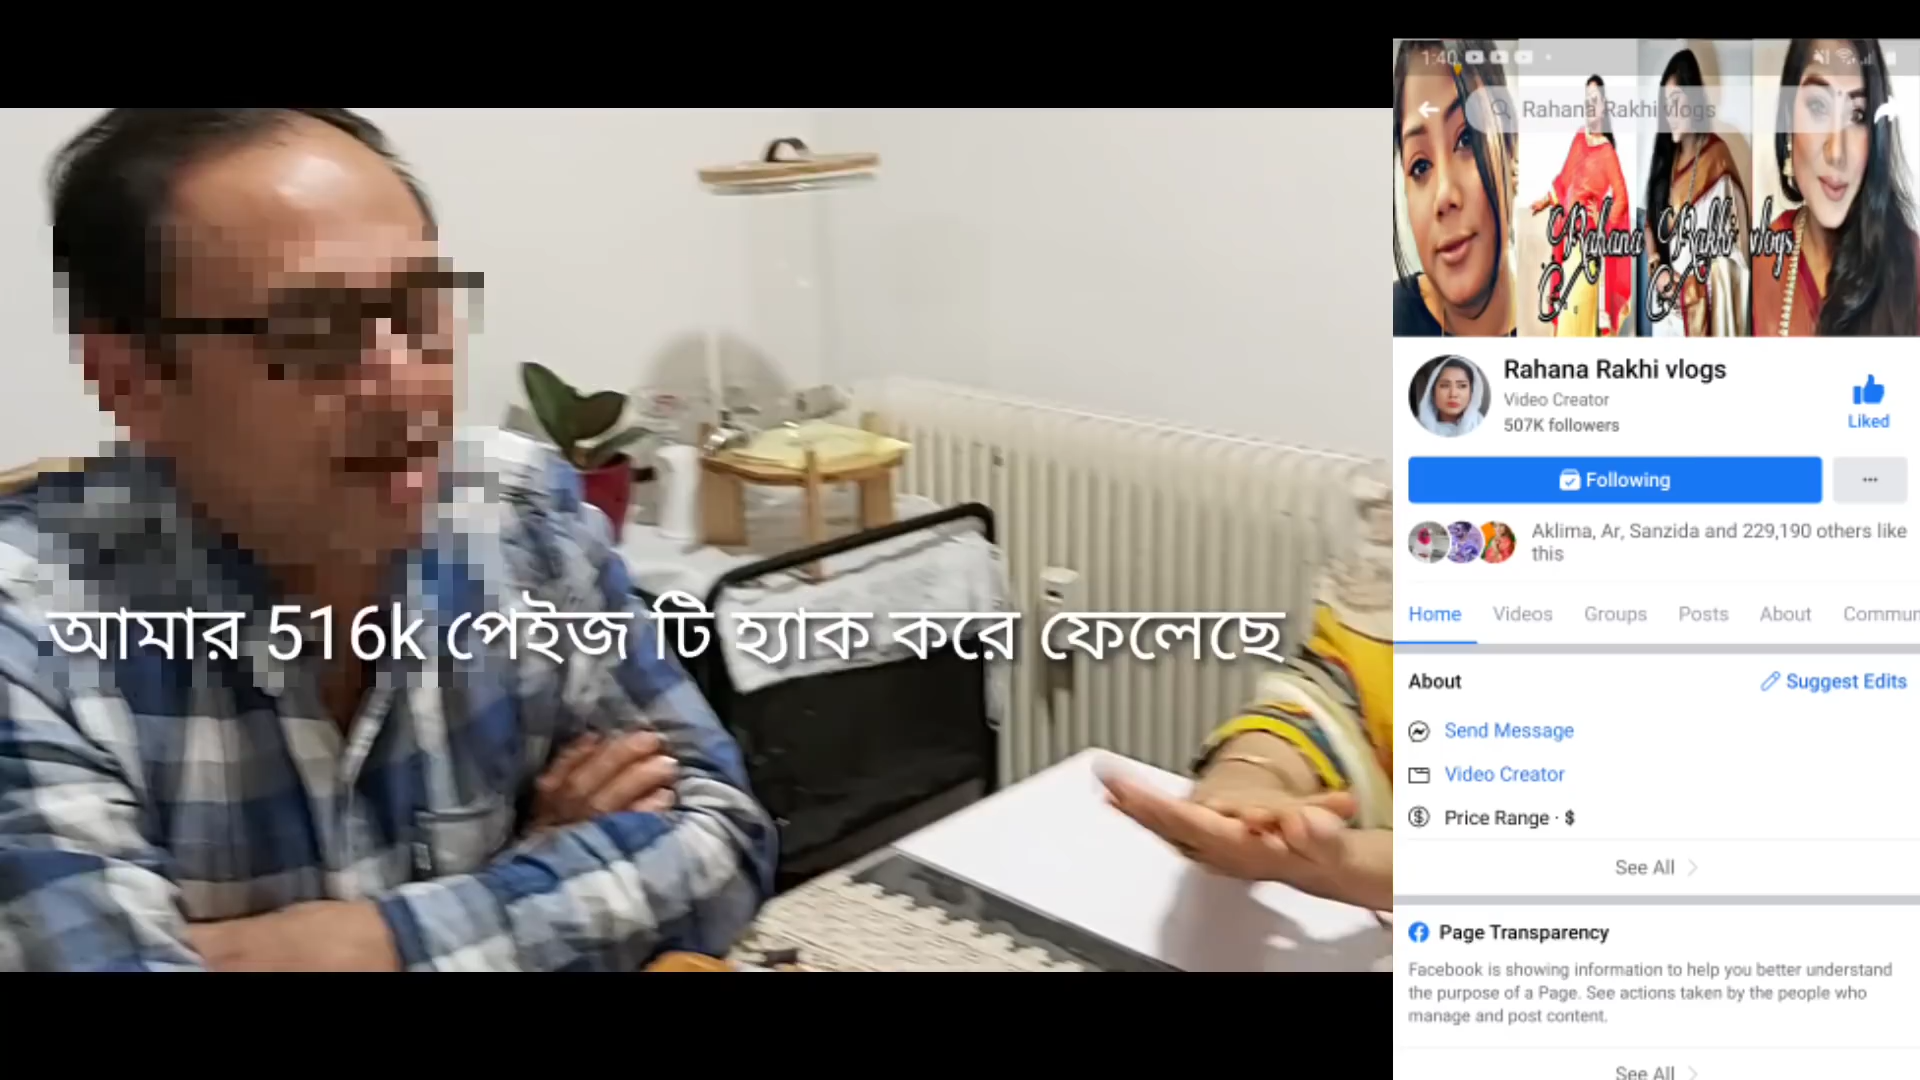 আমার 516k পেইজ টি হ্যাক করে ফেলেছে
1:40
Rahana Rakhi vlogs
Rahana Rakhi vlogs
Rahana Rakhi vlogs
Video Creator
507K followers
Liked
Following
Aklima, Ar, Sanzida and 229,190 others like
this
Home Videos Groups Posts About Commun
About
Suggest Edits
Send Message
Video Creator
Price Range · $
See All
Page Transparency
Facebook is showing information to help you better understand
the purpose of a Page. See actions taken by the people who
manage and post content.
See All